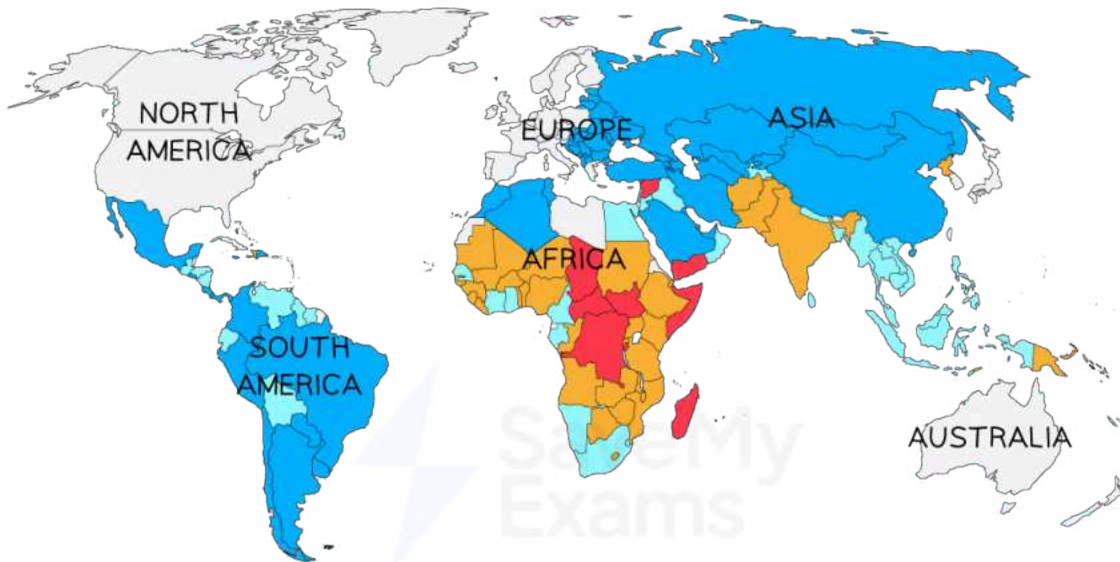 NORTH
AMERICA
EUROPE
ASIA
AFRICA
SOUTH
AMERICA
AUSTRALIA
SaveMy
Exams